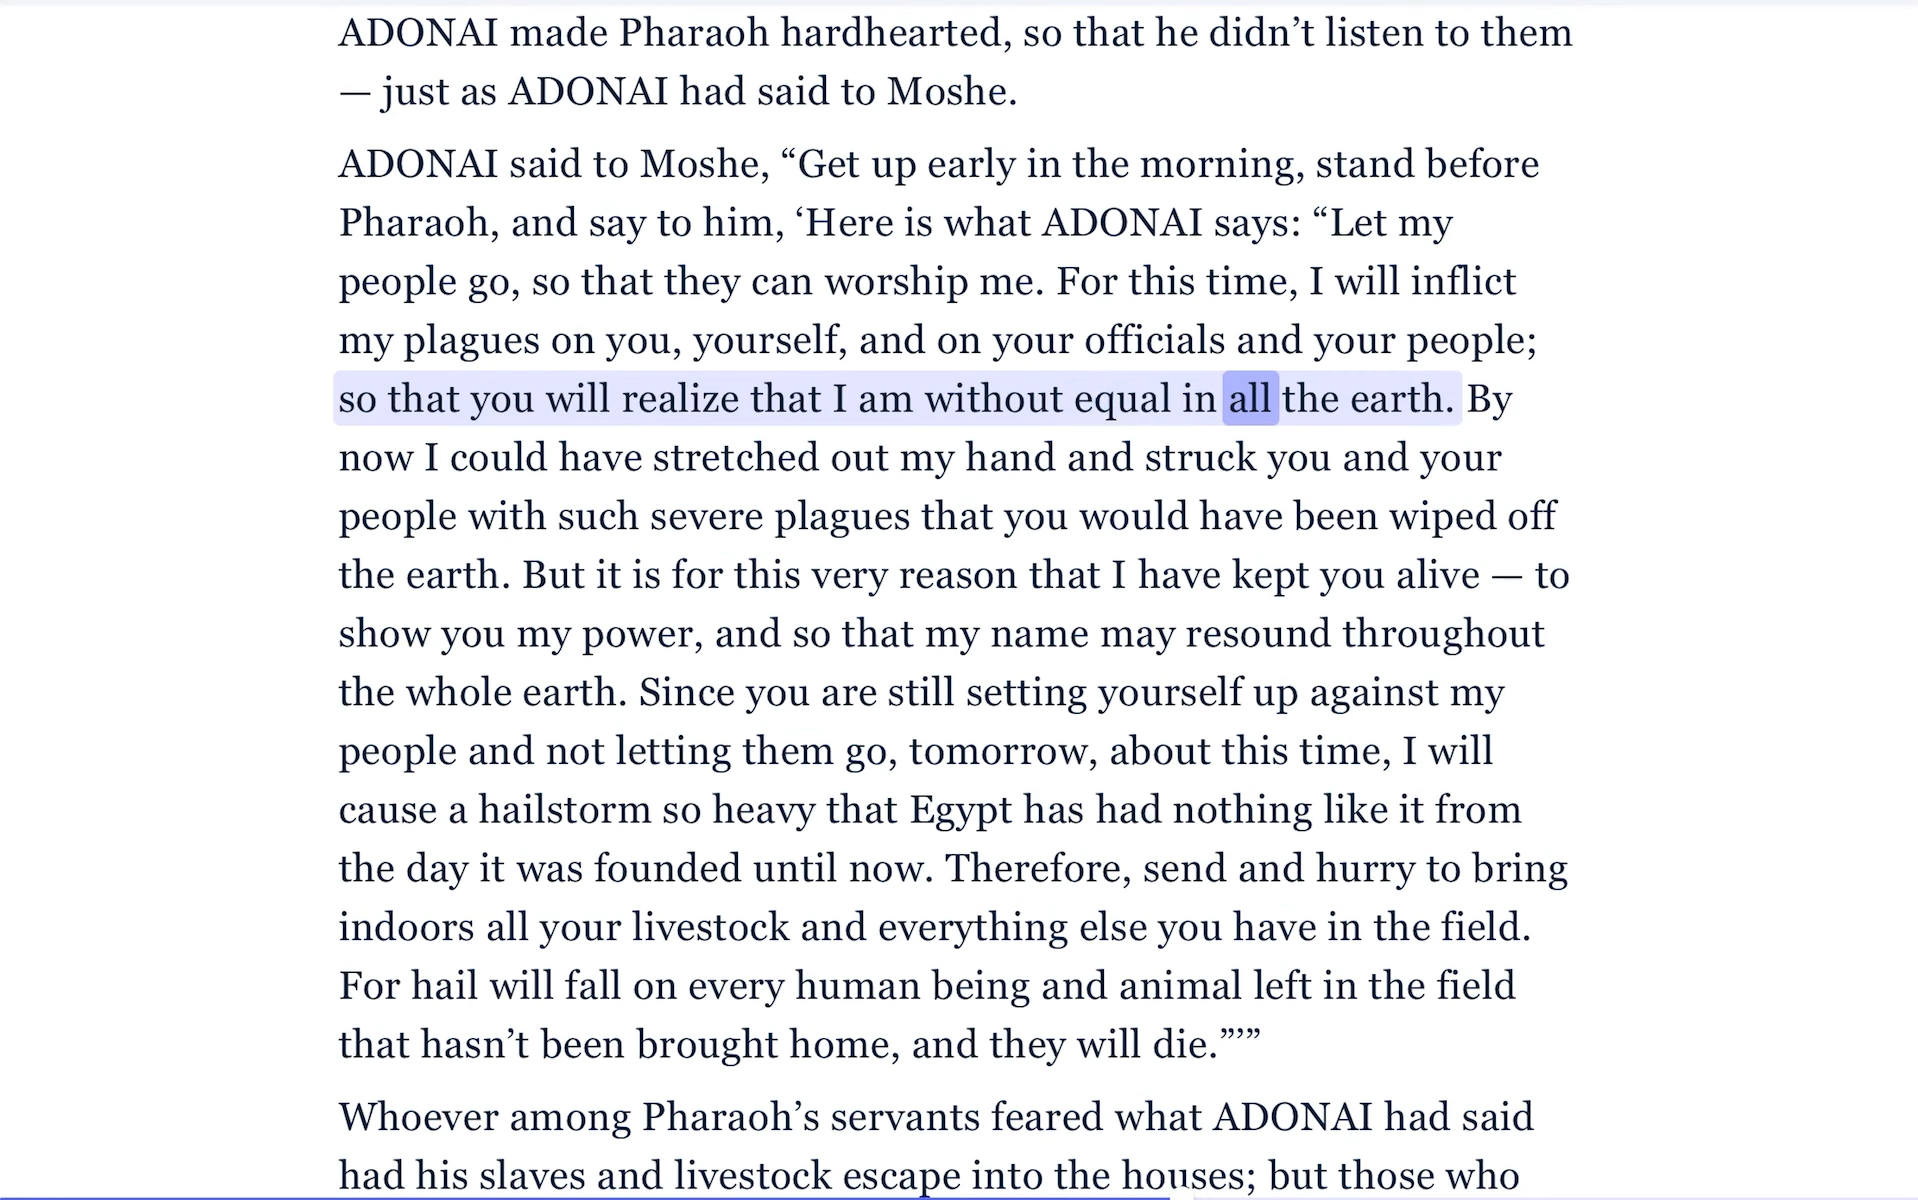 ADONAI made Pharaoh hardhearted, so that he didn’t listen to them
— just as ADONAI had said to Moshe.
ADONAI said to Moshe, “Get up early in the morning, stand before
Pharaoh, and say to him, ‘Here is what ADONAI says: “Let my
people go, so that they can worship me. For this time, I will inflict
my plagues on you, yourself, and on your officials and your people;
so that you will realize that I am without equal in all the earth. By
now I could have stretched out my hand and struck you and your
people with such severe plagues that you would have been wiped off
the earth. But it is for this very reason that I have kept you alive — to
show you my power, and so that my name may resound throughout
the whole earth. Since you are still setting yourself up against my
people and not letting them go, tomorrow, about this time, I will
cause a hailstorm so heavy that Egypt has had nothing like it from
the day it was founded until now. Therefore, send and hurry to bring
indoors all your livestock and everything else you have in the field.
For hail will fall on every human being and animal left in the field
that hasn’t been brought home, and they will die.”’”
Whoever among Pharaoh’s servants feared what ADONAI had said
had his slaves and livestock escape into the houses; but those who